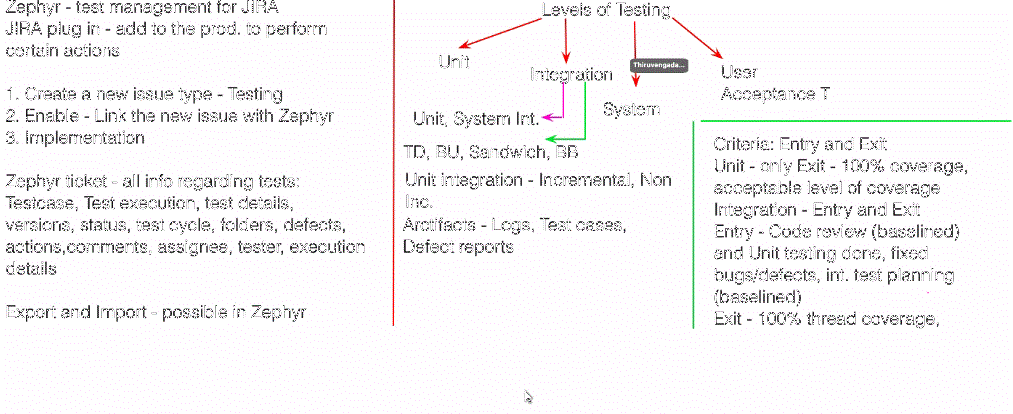 Zephyr - test management for JIRA
JIRA plug in - add to the prod. to perform
certain actions
1. Create a new issue type - Testing
2. Enable - Link the new issue with Zephyr
3. Implementation
Zephyr ticket - all info regarding tests:
Testcase, Test execution, test details,
versions, status, test cycle, folders, defects,
actions,comments, assignee, tester, execution
details
Export and Import - possible in Zephyr
Levels of Testing
Unit
Integration
Thiruvengada...
System
User
Acceptance T
Unit, System Int.
TD, BU, Sandwich, BB
Unit integration - Incremental, Non
Inc.
Arctifacts - Logs, Test cases,
Defect reports
Criteria: Entry and Exit
Unit - only Exit - 100% coverage,
acceptable level of coverage
Integration - Entry and Exit
Entry - Code review (baselined)
and Unit testing done, fixed
bugs/defects, int. test planning
(baselined)
Exit - 100% thread coverage,